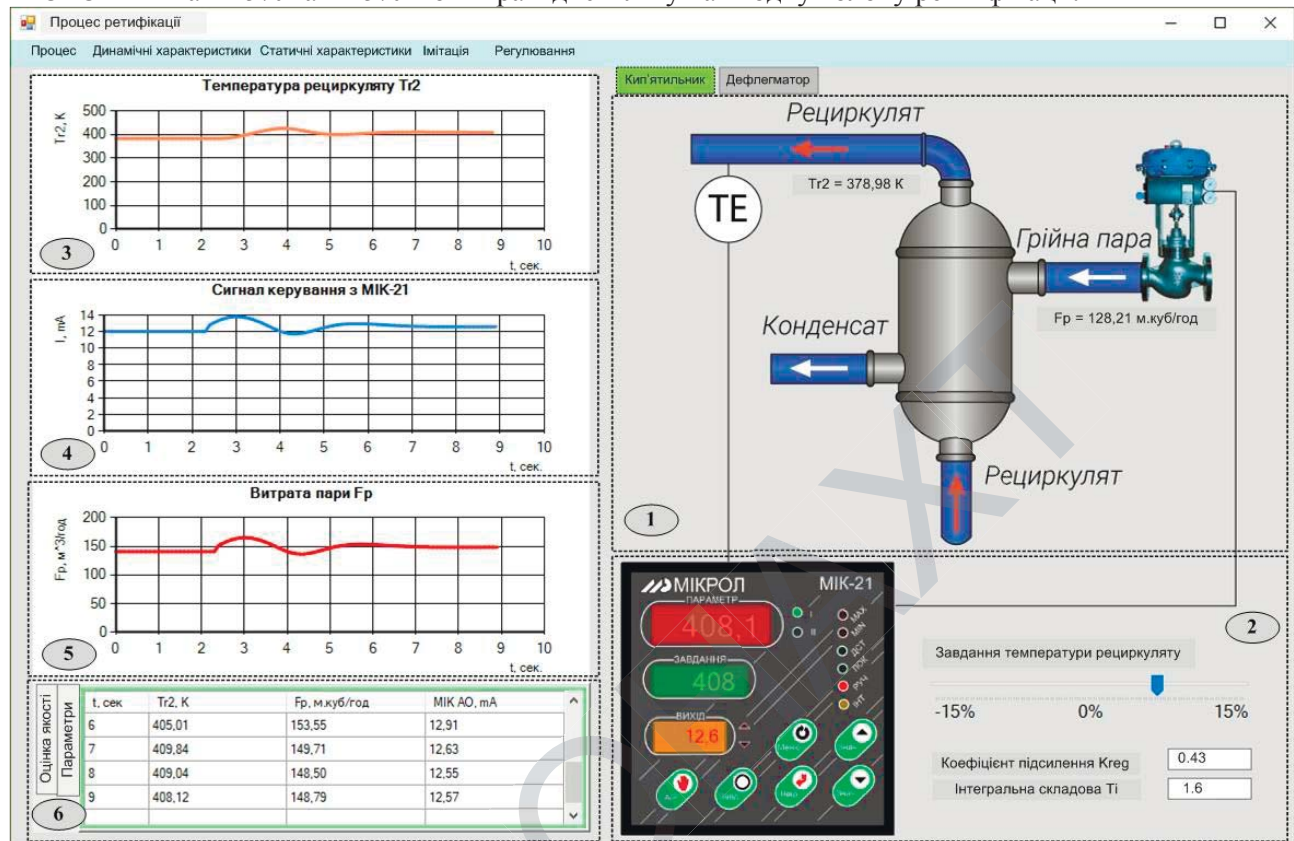 Процес ретифікації
Процес Динамічні характеристики Статичні характеристики Імітація Регулювання
Температура рециркуляту Tr2
Tr2, K
500
400
300
200
100
0
0 1 2 3 4 5 6 7 8 9 10
t, сек.
3
Сигнал керування з МІК-21
I, mA
14
12
10
8
6
4
2
0
0 1 2 3 4 5 6 7 8 9 10
t, сек.
4
Витрата пари Fp
Fp, м^3/год
200
150
100
50
0
0 1 2 3 4 5 6 7 8 9 10
t, сек.
5
Оцінка якості
Параметри
t, сек Tr2, K Fp, м.куб/год МІК АО, mA
6 405,01 153,55 12,91
7 409,84 149,71 12,63
8 409,04 148,50 12,55
9 408,12 148,79 12,57
6
Кип'ятильник Дефлегматор
Рециркулят
Tr2 = 378,98 K
TE
Грійна пара
Fp = 128,21 м.куб/год
Конденсат
Рециркулят
1
МІКРОЛ МІК-21
ПАРАМЕТР
408,1
I
II
MAX
MIN
ДСТ
ПОК
РУЧ
ІНТ
ЗАВДАННЯ
408
ВИХІД
12.6
2
Завдання температури рециркуляту
-15% 0% 15%
Коефіцієнт підсилення Kreg 0.43
Інтегральна складова Ti 1.6